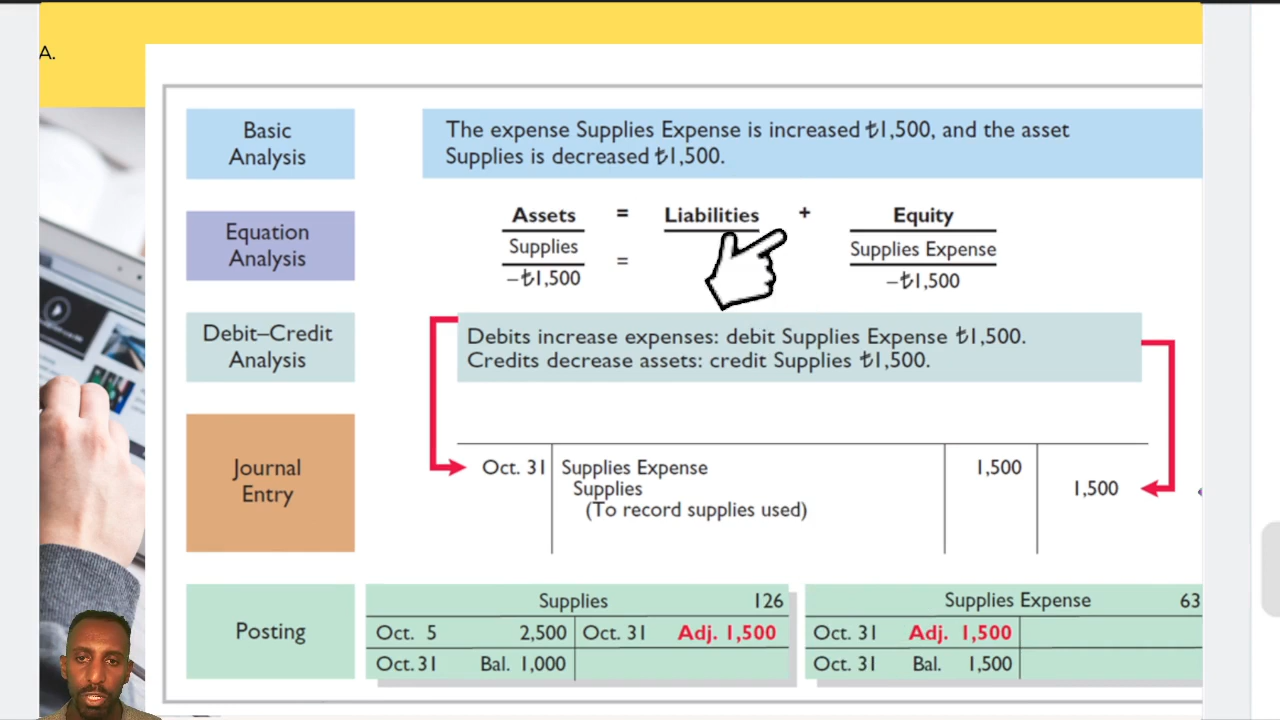 A.
Basic
Analysis
The expense Supplies Expense is increased ₺1,500, and the asset
Supplies is decreased ₺1,500.
Equation
Analysis
Assets = Liabilities + Equity
Supplies = Supplies Expense
–₺1,500 –₺1,500
Debit–Credit
Analysis
Debits increase expenses: debit Supplies Expense ₺1,500.
Credits decrease assets: credit Supplies ₺1,500.
Journal
Entry
Oct. 31 Supplies Expense 1,500
Supplies 1,500
(To record supplies used)
Posting
Supplies 126
Oct. 5 2,500 Oct. 31 Adj. 1,500
Oct. 31 Bal. 1,000
Supplies Expense 63
Oct. 31 Adj. 1,500
Oct. 31 Bal. 1,500